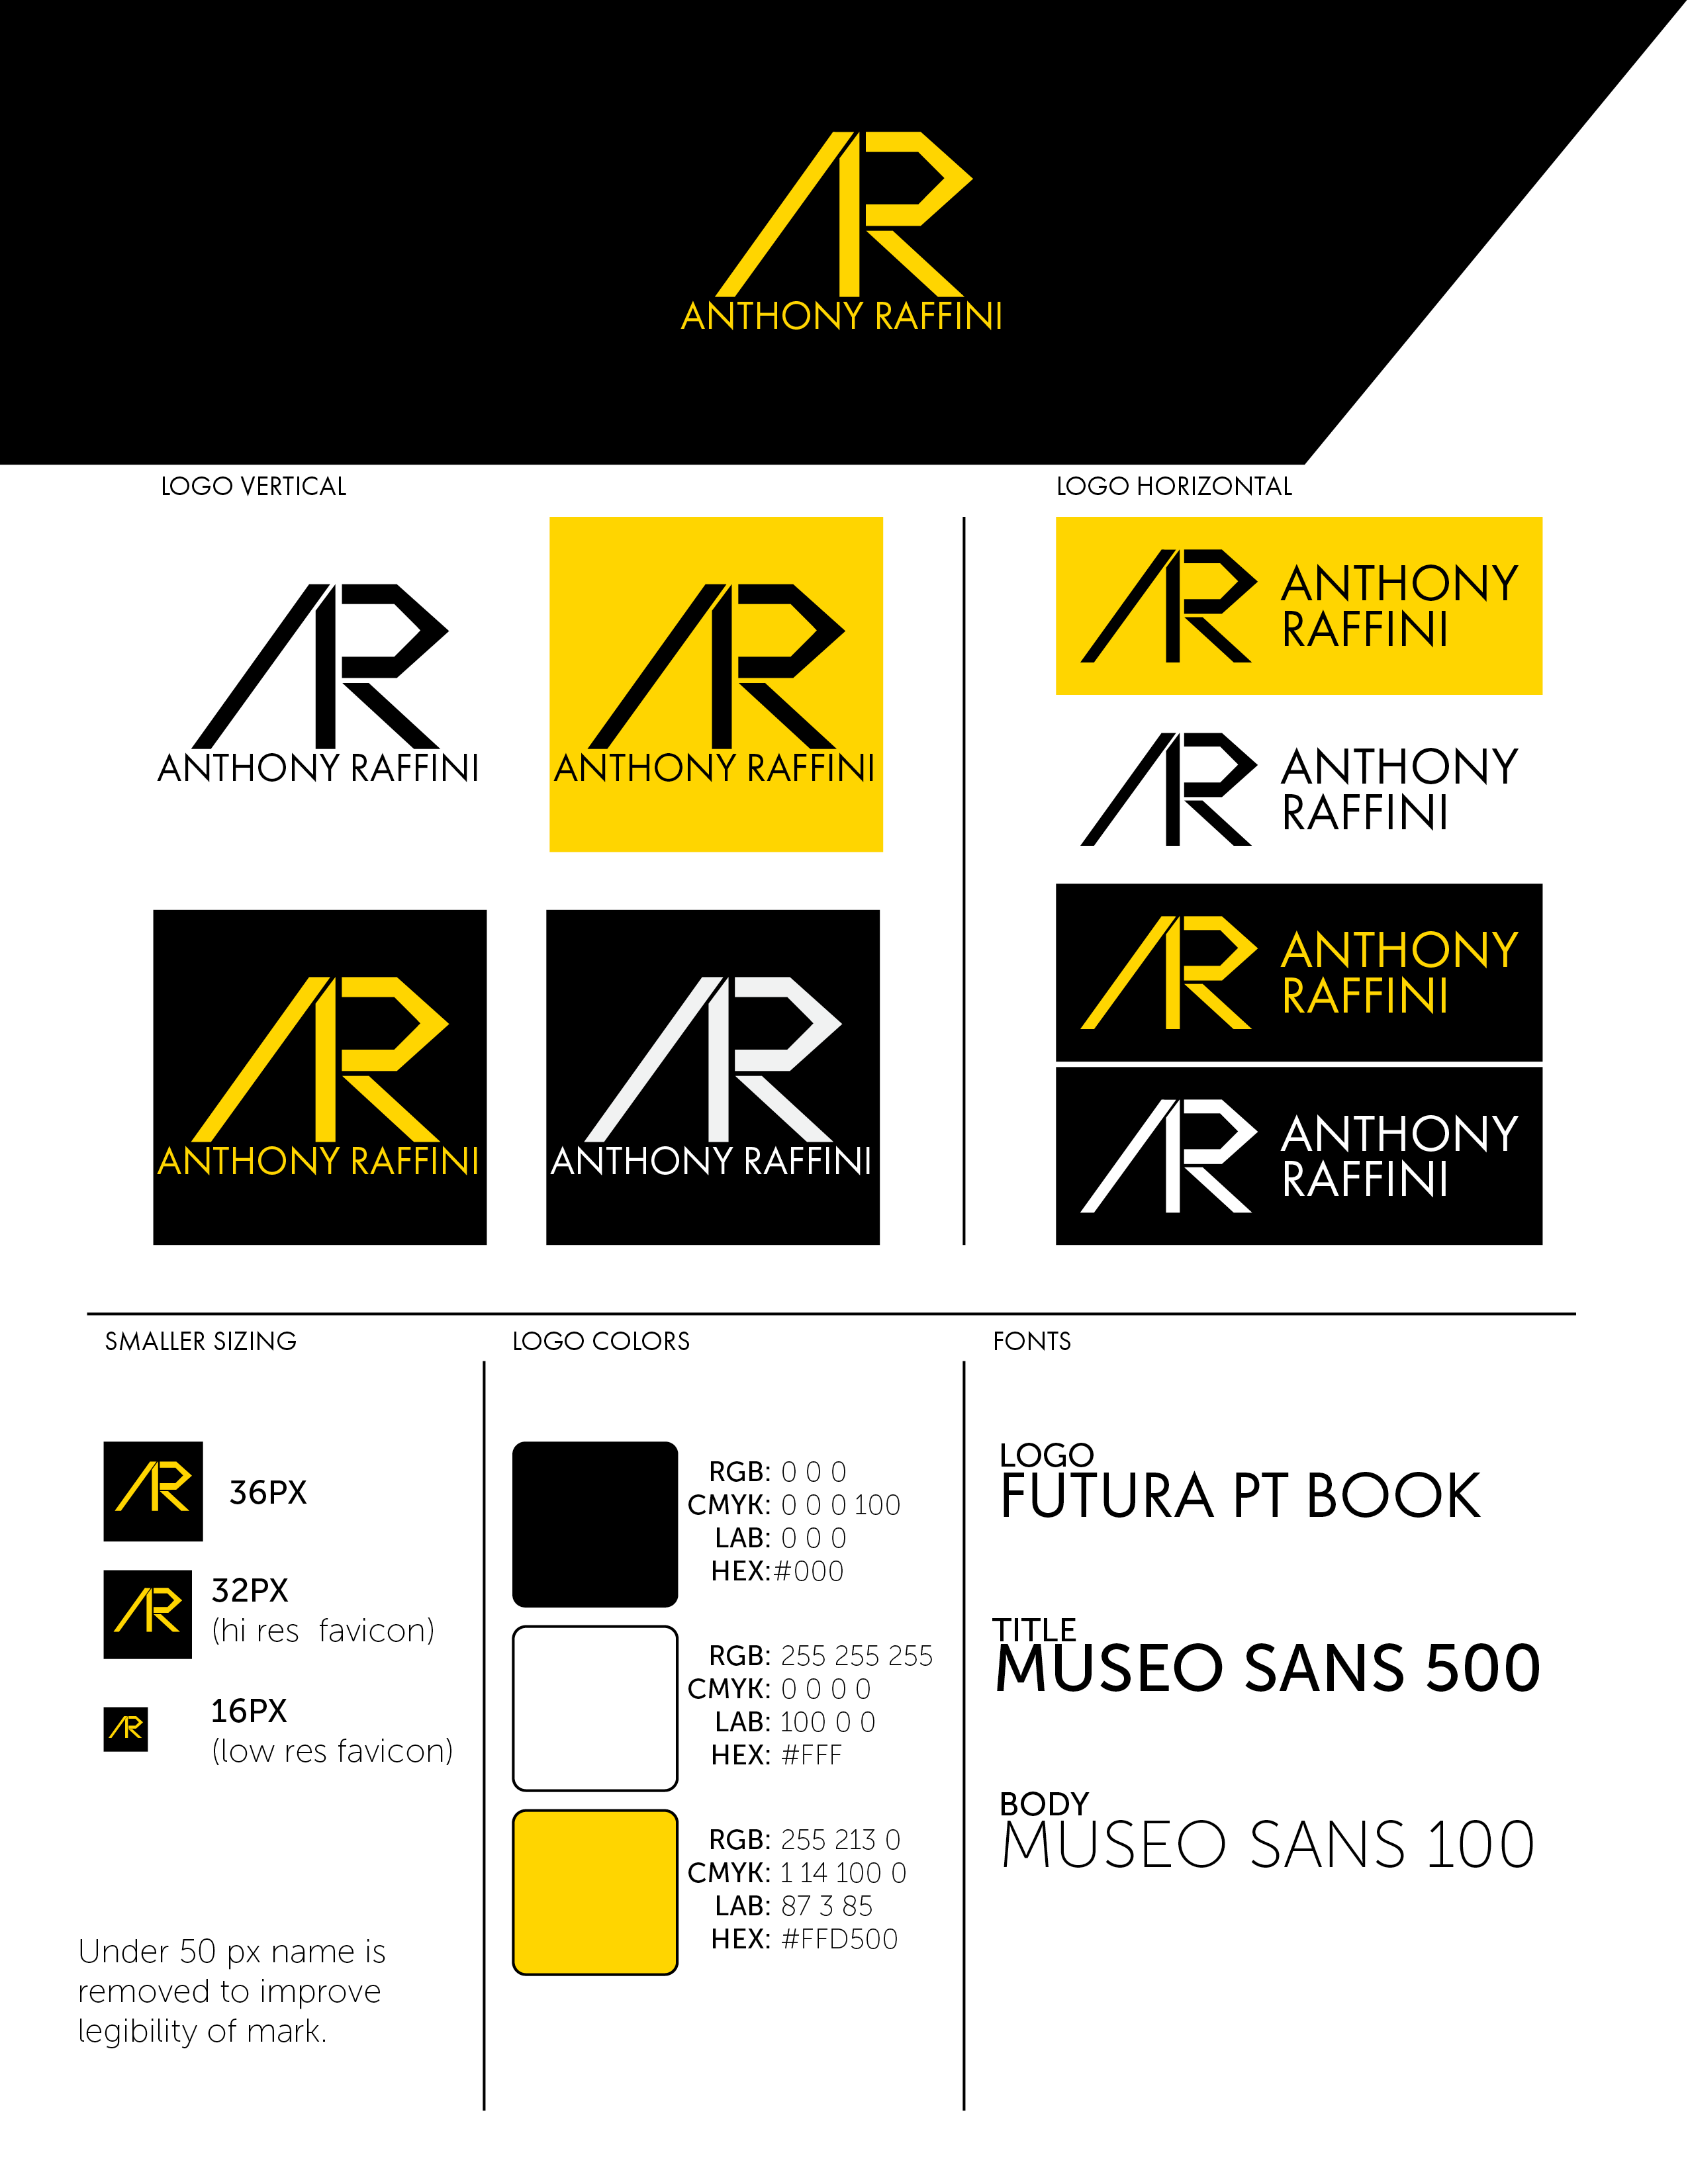 AR
ANTHONY RAFFINI
LOGO VERTICAL
AR
ANTHONY RAFFINI
AR
ANTHONY RAFFINI
AR
ANTHONY RAFFINI
AR
ANTHONY RAFFINI
LOGO HORIZONTAL
AR
ANTHONY
RAFFINI
AR
ANTHONY
RAFFINI
AR
ANTHONY
RAFFINI
AR
ANTHONY
RAFFINI
SMALLER SIZING
AR
36PX
AR
32PX
(hi res favicon)
AR
16PX
(low res favicon)
Under 50 px name is
removed to improve
legibility of mark.
LOGO COLORS
RGB: 0 0 0
CMYK: 0 0 0 100
LAB: 0 0 0
HEX:#000
RGB: 255 255 255
CMYK: 0 0 0 0
LAB: 100 0 0
HEX: #FFF
RGB: 255 213 0
CMYK: 1 14 100 0
LAB: 87 3 85
HEX: #FFD500
FONTS
LOGO
FUTURA PT BOOK
TITLE
MUSEO SANS 500
BODY
MUSEO SANS 100